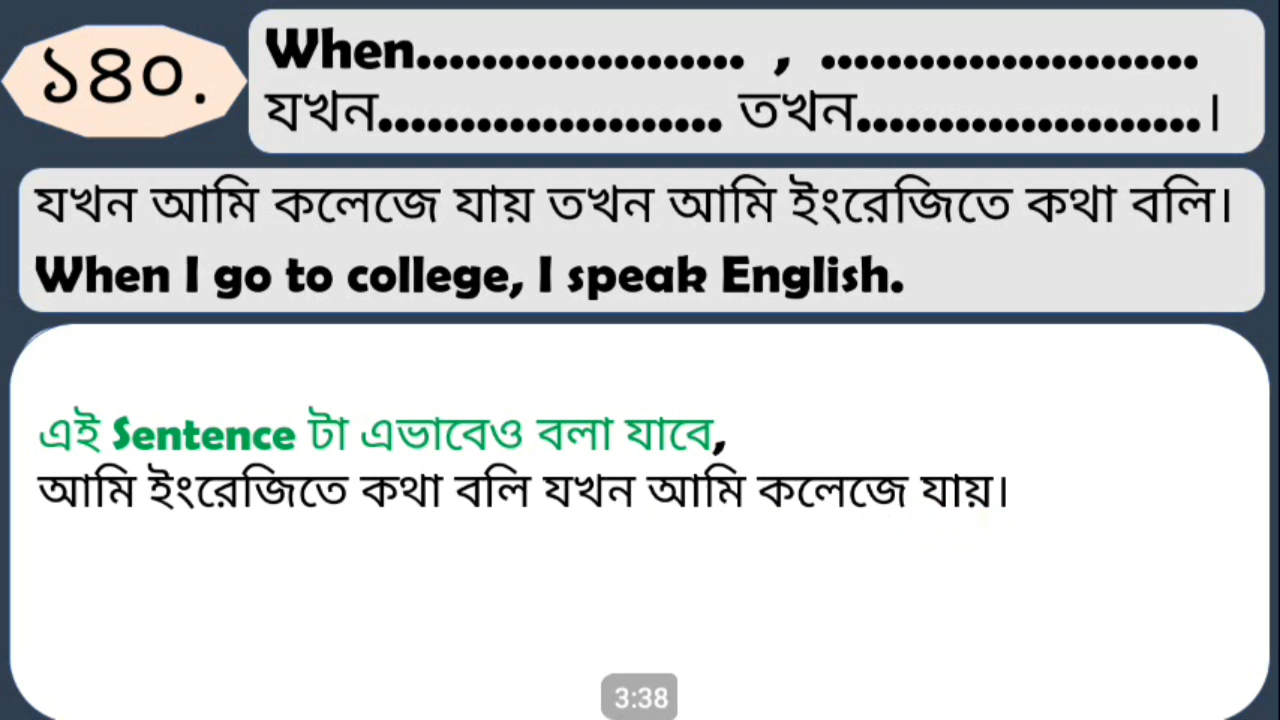 ১৪০.
When.................... , .......................
যখন..................... তখন.....................।
যখন আমি কলেজে যায় তখন আমি ইংরেজিতে কথা বলি।
When I go to college, I speak English.
এই Sentence টা এভাবেও বলা যাবে,
আমি ইংরেজিতে কথা বলি যখন আমি কলেজে যায়।
3:38